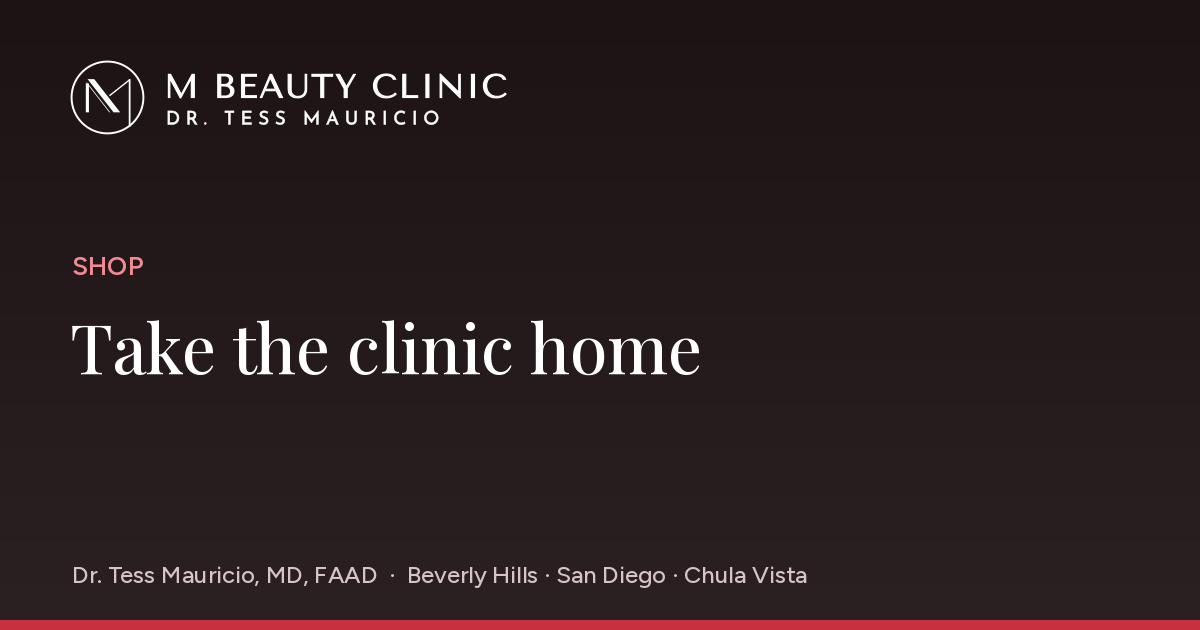 M BEAUTY CLINIC
DR. TESS MAURICIO
SHOP
Take the clinic home
Dr. Tess Mauricio, MD, FAAD · Beverly Hills · San Diego · Chula Vista